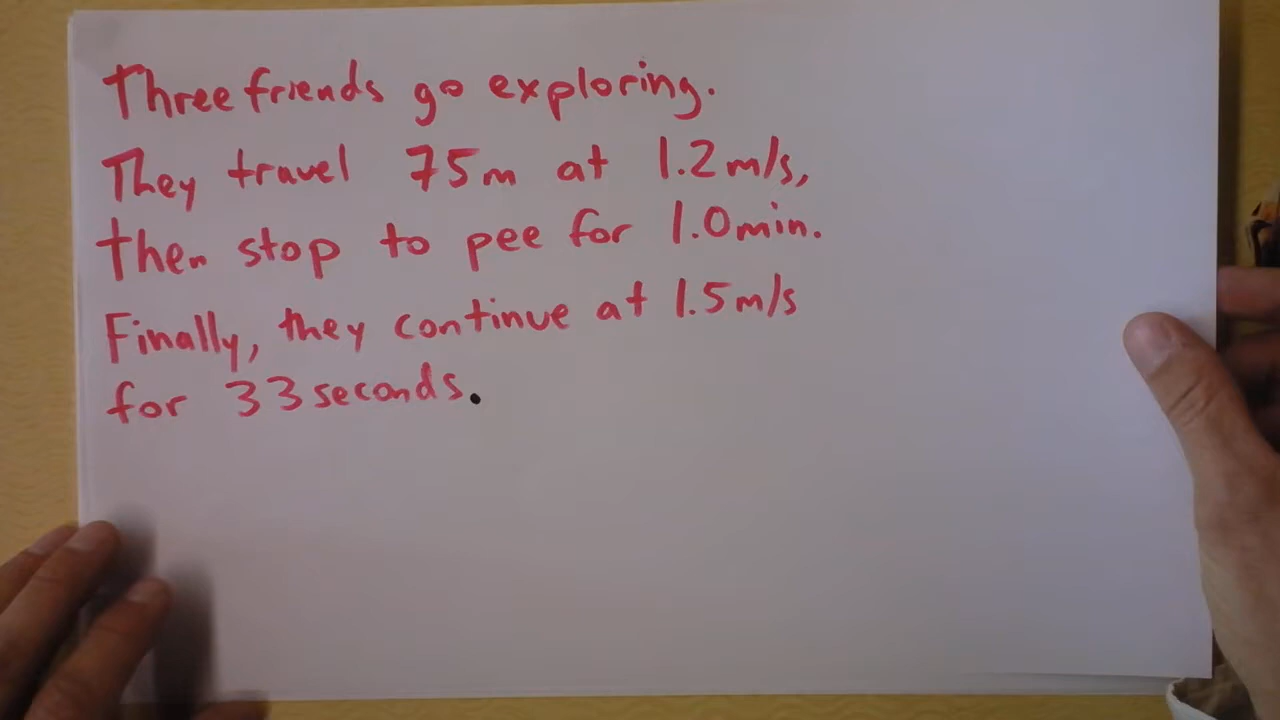 Three friends go exploring.
They travel 75m at 1.2m/s,
then stop to pee for 1.0min.
Finally, they continue at 1.5m/s
for 33 seconds.